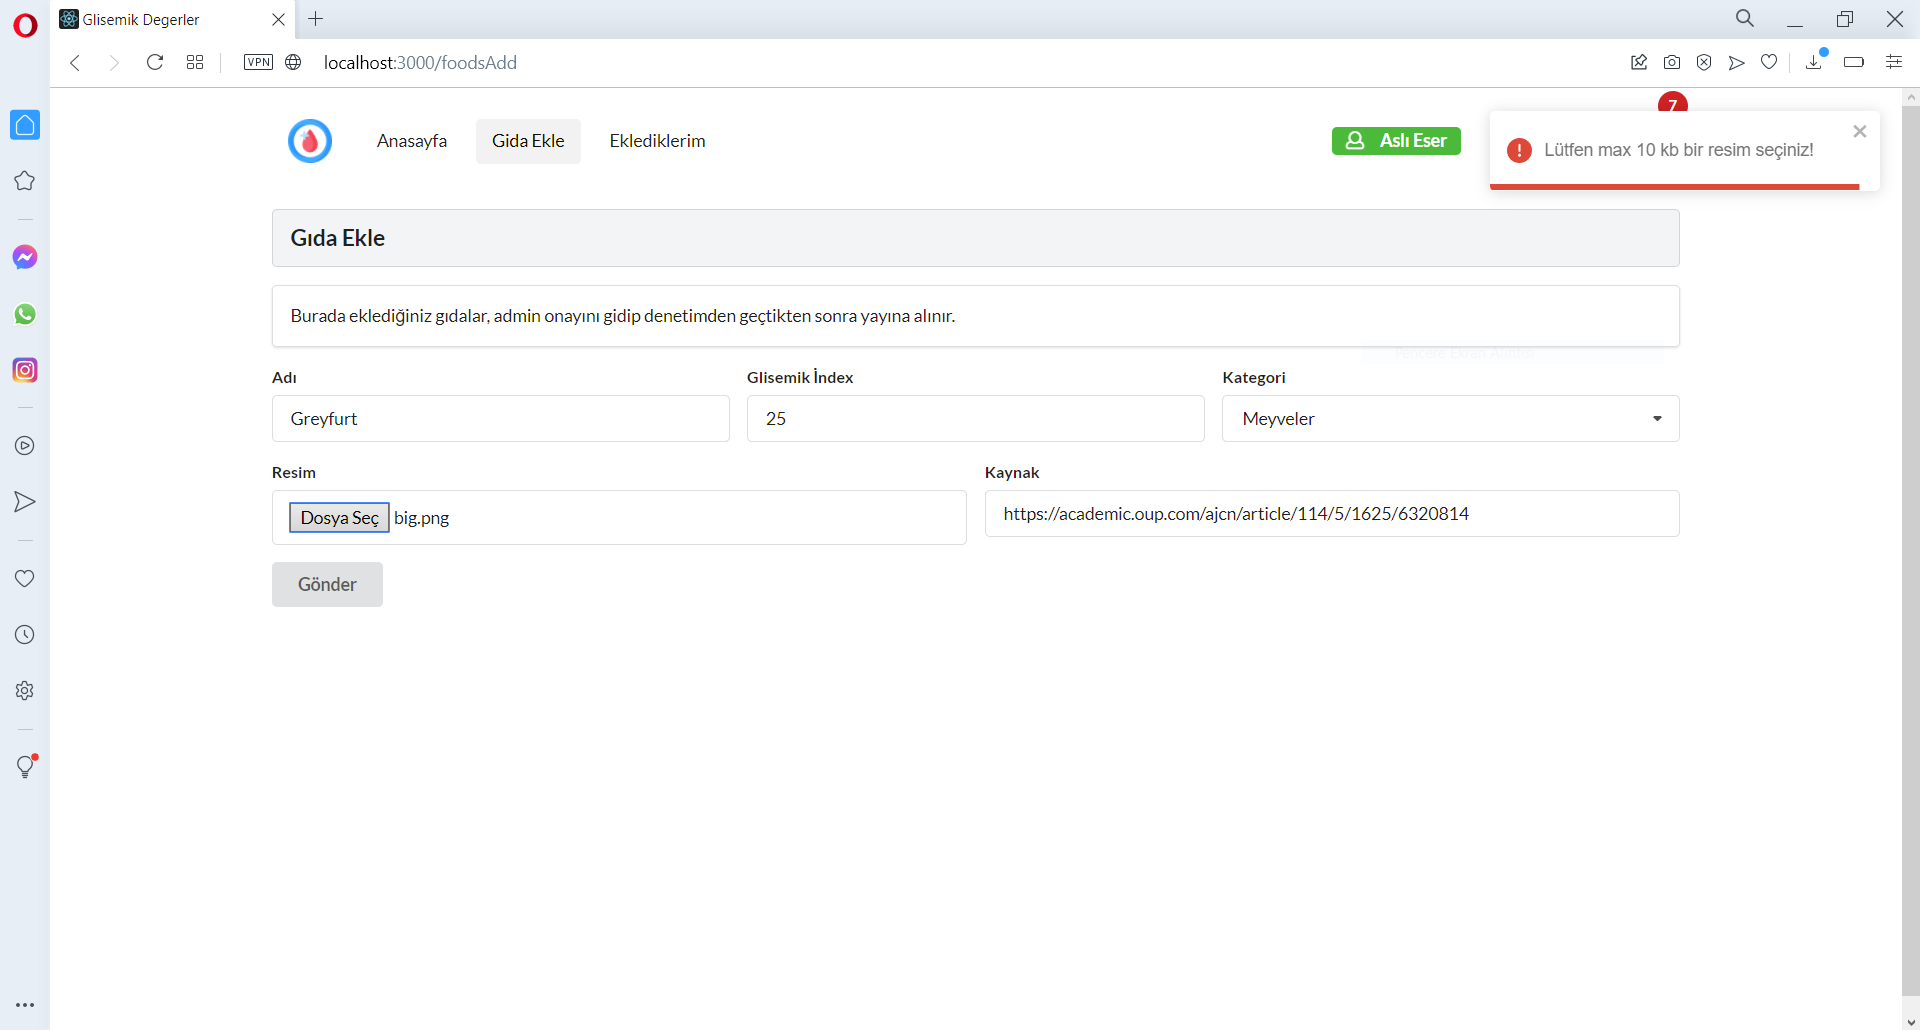 Glisemik Degerler
VPN
localhost:3000/foodsAdd
Anasayfa
Gida Ekle
Eklediklerim
Aslı Eser
7
Lütfen max 10 kb bir resim seçiniz!
Gıda Ekle
Burada eklediğiniz gıdalar, admin onayını gidip denetimden geçtikten sonra yayına alınır.
Adı
Glisemik İndex
Kategori
Greyfurt
25
Meyveler
Resim
Kaynak
Dosya Seç big.png
https://academic.oup.com/ajcn/article/114/5/1625/6320814
Gönder